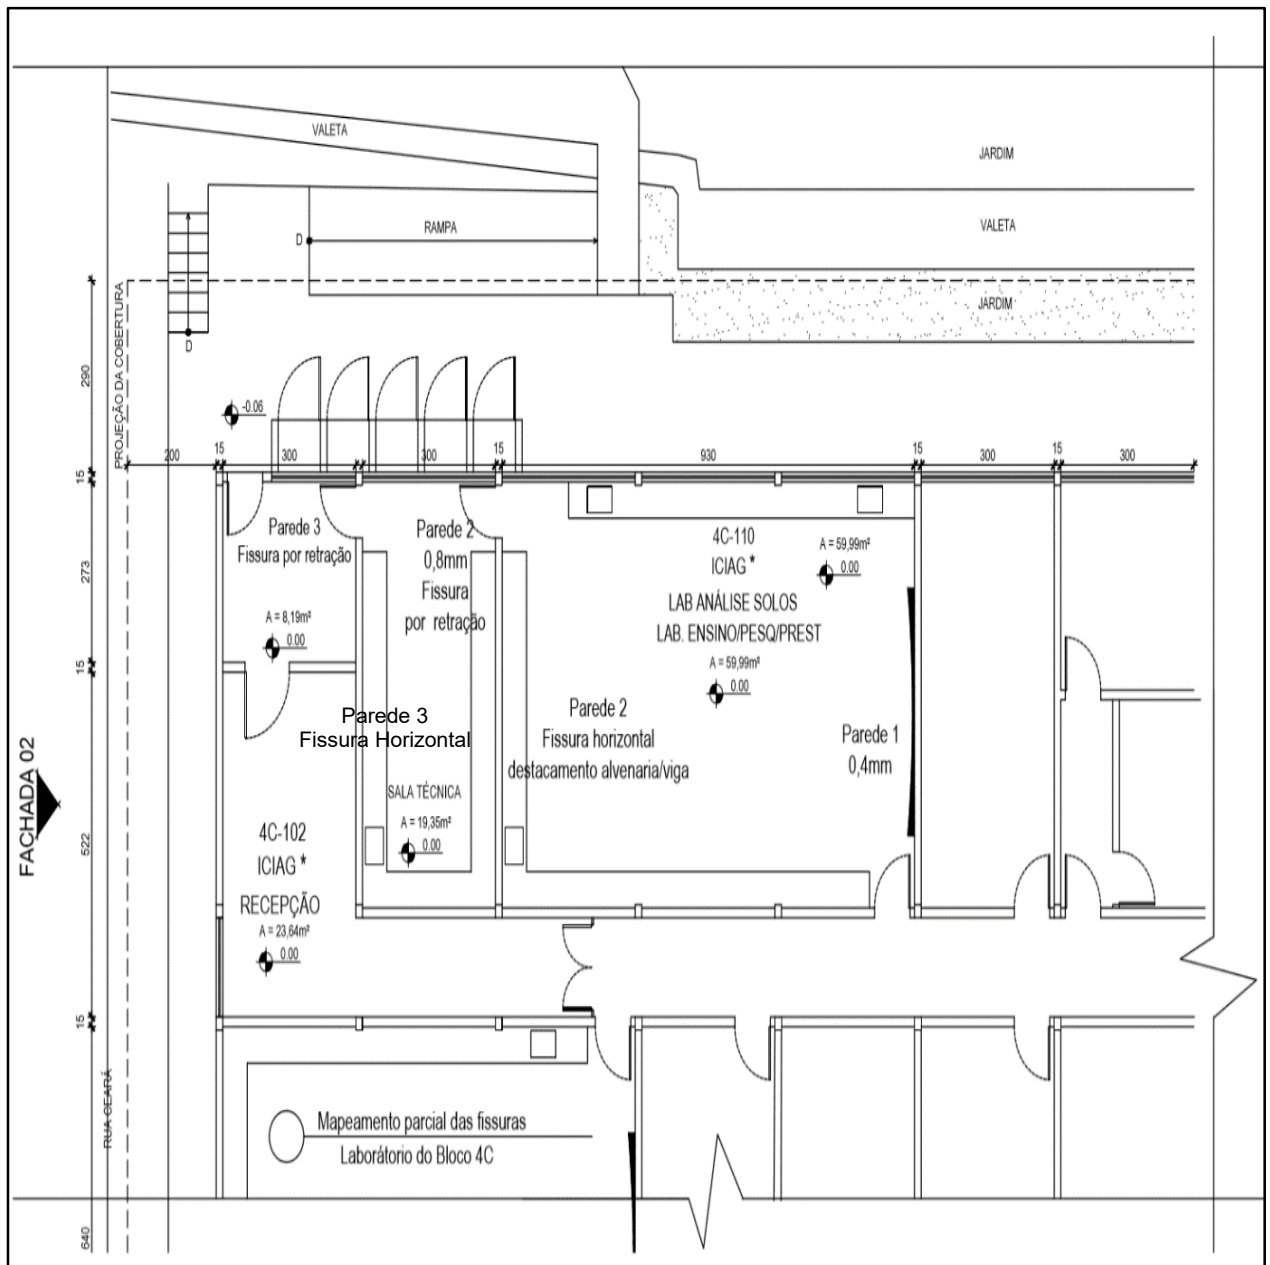 VALETA
JARDIM
VALETA
RAMPA
D
JARDIM
D
PROJEÇÃO DA COBERTURA
290
-0.06
200
15
300
300
15
930
15
300
15
300
15
Parede 3
Fissura por retração
Parede 2
0,8mm
Fissura
por retração
4C-110
ICIAG *
A = 59,99m²
0.00
LAB ANÁLISE SOLOS
LAB. ENSINO/PESQ/PREST
A = 59,99m²
0.00
273
A = 8,19m²
0.00
15
Parede 3
Fissura Horizontal
Parede 2
Fissura horizontal
destacamento alvenaria/viga
Parede 1
0,4mm
FACHADA 02
SALA TÉCNICA
A = 19,35m²
0.00
522
4C-102
ICIAG *
RECEPÇÃO
A = 23,64m²
0.00
15
RUA CEARÁ
Mapeamento parcial das fissuras
Laborátorio do Bloco 4C
640